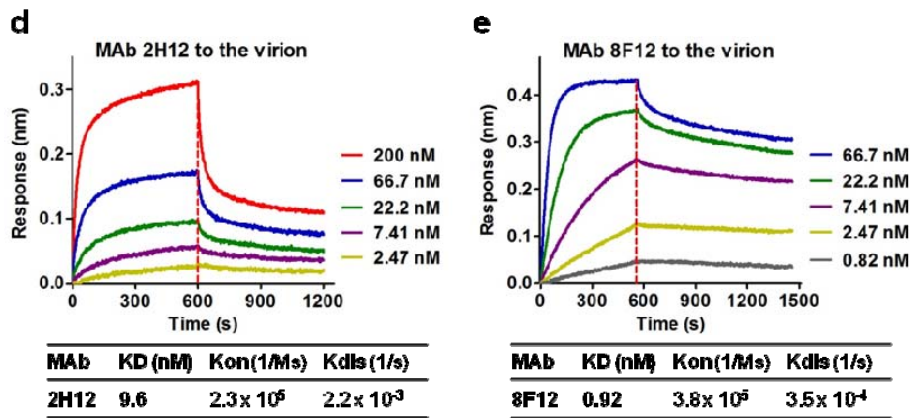 d
MAb 2H12 to the virion
Response (nm)
0.3
0.2
0.1
0.0
0 300 600 900 1200
Time (s)
200 nM
66.7 nM
22.2 nM
7.41 nM
2.47 nM
MAb KD (nM) Kon(1/Ms) Kdis(1/s)
2H12 9.6 2.3 x 10⁵ 2.2 x 10⁻³
e
MAb 8F12 to the virion
Response (nm)
0.4
0.3
0.2
0.1
0.0
0 300 600 900 1200 1500
Time (s)
66.7 nM
22.2 nM
7.41 nM
2.47 nM
0.82 nM
MAb KD (nM) Kon(1/Ms) Kdis(1/s)
8F12 0.92 3.8 x 10⁵ 3.5 x 10⁻⁴